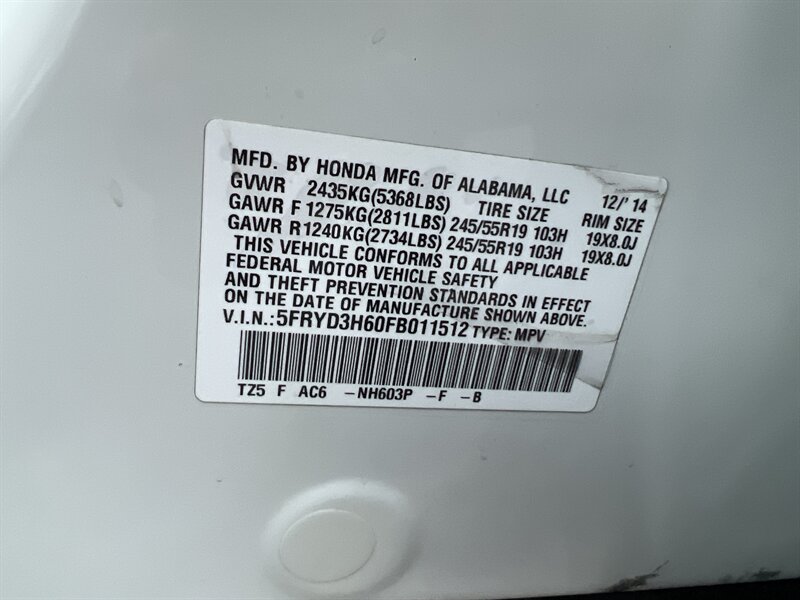 MFD. BY HONDA MFG. OF ALABAMA, LLC 12/' 14
GVWR 2435KG(5368LBS) TIRE SIZE RIM SIZE
GAWR F 1275KG(2811LBS) 245/55R19 103H 19X8.0J
GAWR R1240KG(2734LBS) 245/55R19 103H 19X8.0J
THIS VEHICLE CONFORMS TO ALL APPLICABLE
FEDERAL MOTOR VEHICLE SAFETY
AND THEFT PREVENTION STANDARDS IN EFFECT
ON THE DATE OF MANUFACTURE SHOWN ABOVE.
V.I.N.:5FRYD3H60FB011512 TYPE: MPV
TZ5 F AC6 -NH603P -F -B